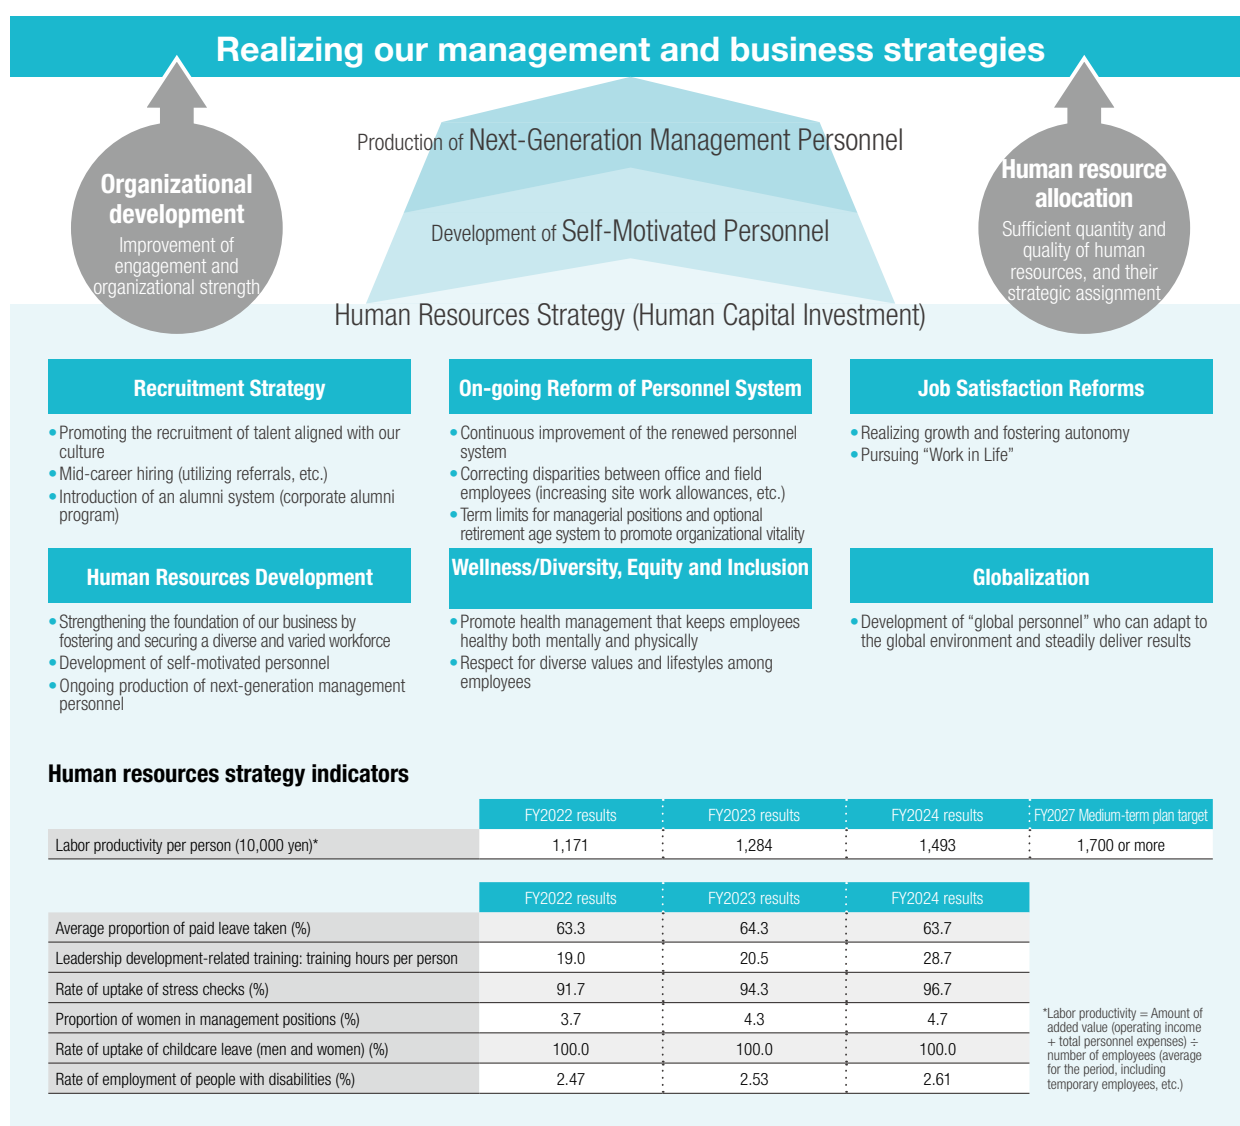 Realizing our management and business strategies
Production of Next-Generation Management Personnel
Organizational
development
Improvement of
engagement and
organizational strength
Human resource
allocation
Sufficient quantity and
quality of human
resources, and their
strategic assignment
Development of Self-Motivated Personnel
Human Resources Strategy (Human Capital Investment)
Recruitment Strategy
• Promoting the recruitment of talent aligned with our
culture
• Mid-career hiring (utilizing referrals, etc.)
• Introduction of an alumni system (corporate alumni
program)
On-going Reform of Personnel System
• Continuous improvement of the renewed personnel
system
• Correcting disparities between office and field
employees (increasing site work allowances, etc.)
• Term limits for managerial positions and optional
retirement age system to promote organizational vitality
Job Satisfaction Reforms
• Realizing growth and fostering autonomy
• Pursuing “Work in Life”
Human Resources Development
• Strengthening the foundation of our business by
fostering and securing a diverse and varied workforce
• Development of self-motivated personnel
• Ongoing production of next-generation management
personnel
Wellness/Diversity, Equity and Inclusion
• Promote health management that keeps employees
healthy both mentally and physically
• Respect for diverse values and lifestyles among
employees
Globalization
• Development of “global personnel” who can adapt to
the global environment and steadily deliver results
Human resources strategy indicators
FY2022 results FY2023 results FY2024 results FY2027 Medium-term plan target
Labor productivity per person (10,000 yen)* 1,171 1,284 1,493 1,700 or more
FY2022 results FY2023 results FY2024 results
Average proportion of paid leave taken (%) 63.3 64.3 63.7
Leadership development-related training: training hours per person 19.0 20.5 28.7
Rate of uptake of stress checks (%) 91.7 94.3 96.7
Proportion of women in management positions (%) 3.7 4.3 4.7
Rate of uptake of childcare leave (men and women) (%) 100.0 100.0 100.0
Rate of employment of people with disabilities (%) 2.47 2.53 2.61
*Labor productivity = Amount of
added value (operating income
+ total personnel expenses) ÷
number of employees (average
for the period, including
temporary employees, etc.)